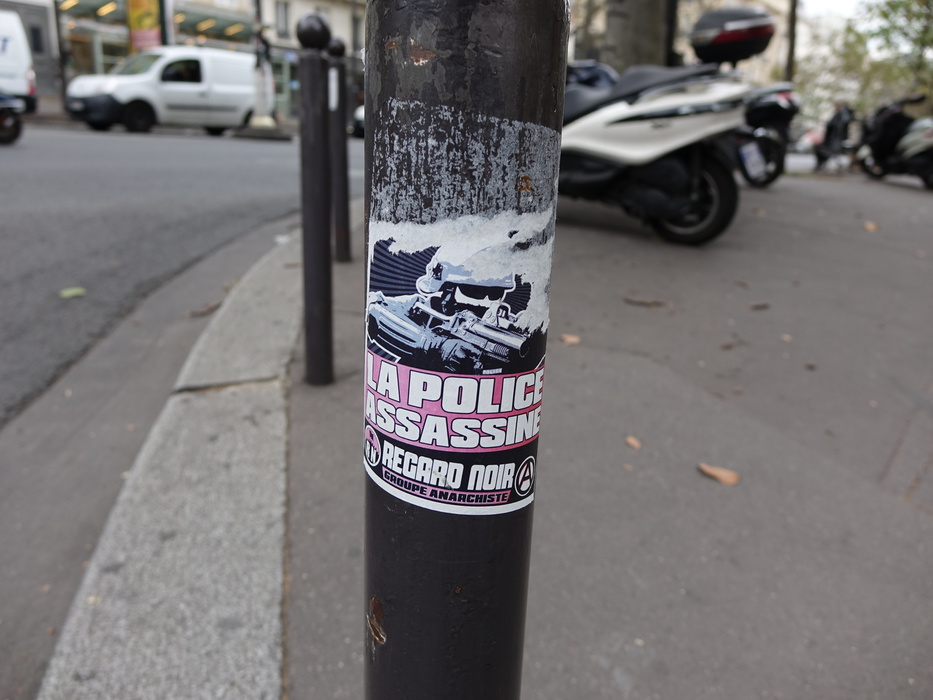 LA POLICE
ASSASSINE
REGARD NOIR
GROUPE ANARCHISTE